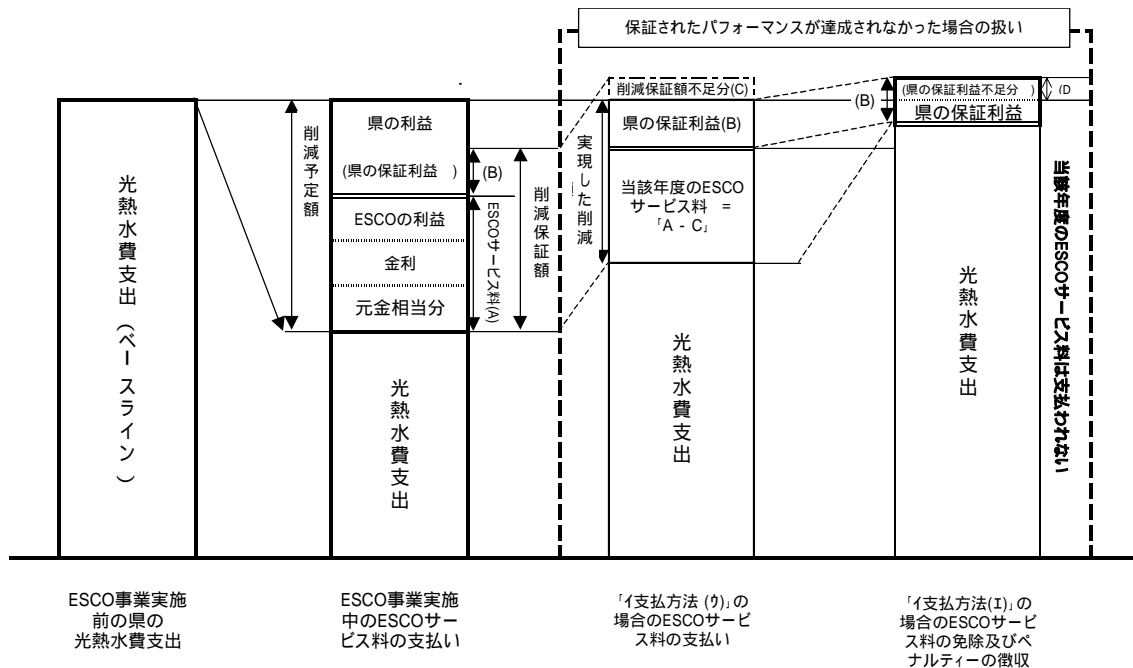 保証されたパフォーマンスが達成されなかった場合の扱い
光熱水費支出（ベースライン）
削減予定額
県の利益
(県の保証利益 )
(B)
ESCOの利益
金利
元金相当分
ESCOサービス料(A)
削減保証額
光熱水費支出
削減保証額不足分(C)
県の保証利益(B)
実現した削減
当該年度のESCO
サービス料 =
「A - C」
光熱水費支出
(B)
(県の保証利益不足分 )
(D
県の保証利益
光熱水費支出
当該年度のESCOサービス料は支払われない
ESCO事業実施
前の県の
光熱水費支出
ESCO事業実施
中のESCOサー
ビス料の支払い
「イ支払方法 (ウ)」の
場合のESCOサービ
ス料の支払い
「イ支払方法(エ)」の
場合のESCOサービ
ス料の免除及びペ
ナルティーの徴収